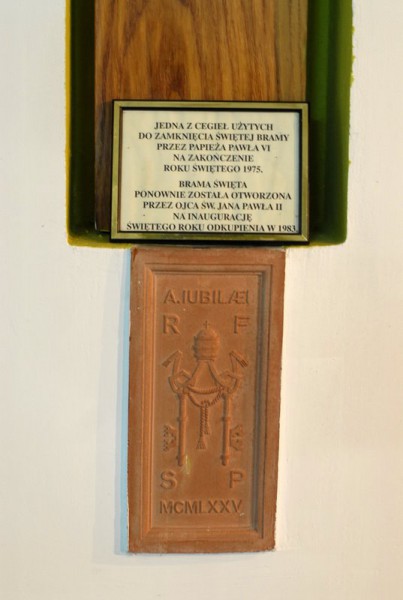 JEDNA Z CEGIEŁ UŻYTYCH
DO ZAMKNIĘCIA ŚWIĘTEJ BRAMY
PRZEZ PAPIEŻA PAWŁA VI
NA ZAKOŃCZENIE
ROKU ŚWIĘTEGO 1975.
BRAMA ŚWIĘTA
PONOWNIE ZOSTAŁA OTWORZONA
PRZEZ OJCA ŚW. JANA PAWŁA II
NA INAUGURACJĘ
ŚWIĘTEGO ROKU ODKUPIENIA W 1983.
A.IUBILÆI
R F
S P
MCMLXXV